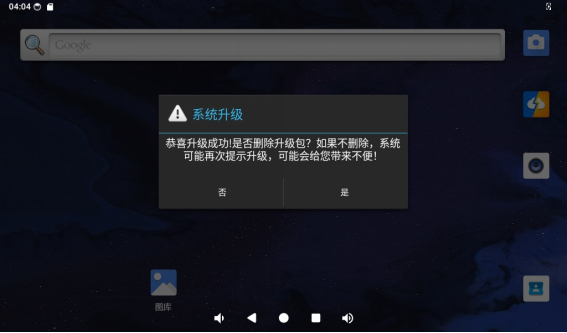 04:04
Google
系统升级
恭喜升级成功!是否删除升级包? 如果不删除，系统
可能再次提示升级，可能会给您带来不便!
否
是
图库